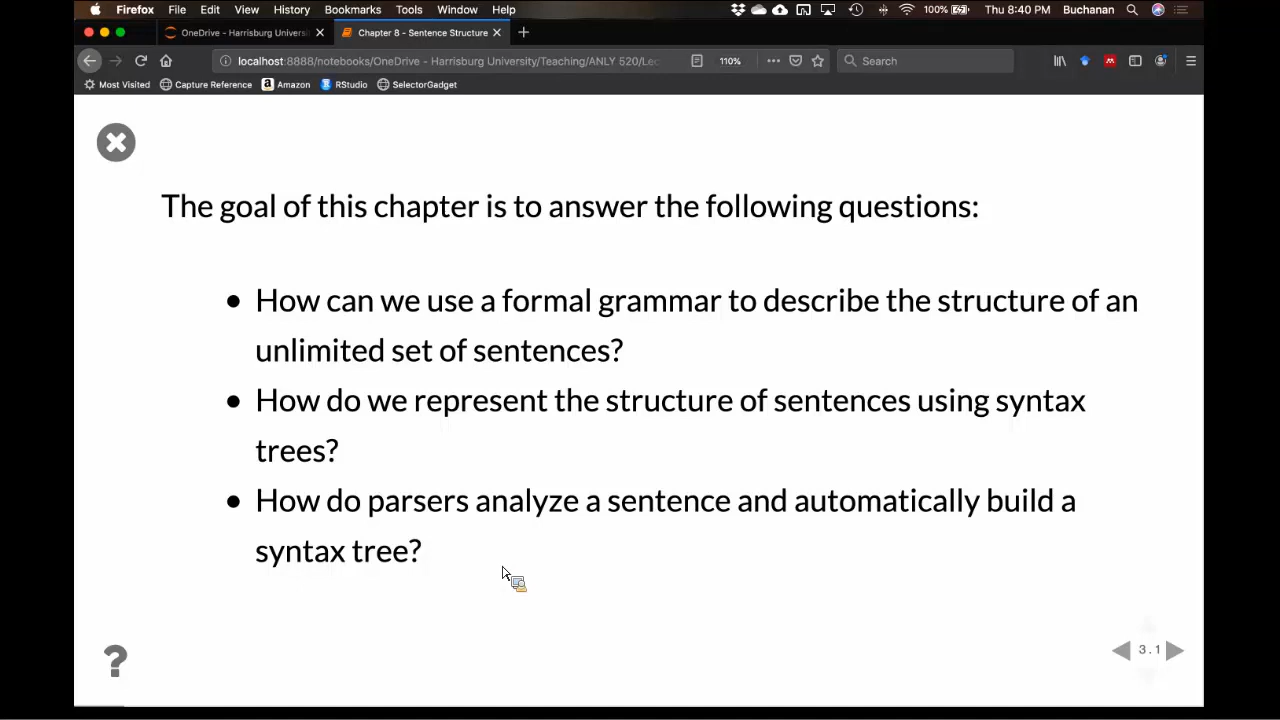 Firefox File Edit View History Bookmarks Tools Window Help 100% Thu 8:40 PM Buchanan
OneDrive - Harrisburg Universi Chapter 8 - Sentence Structure
localhost:8888/notebooks/OneDrive - Harrisburg University/Teaching/ANLY 520/Lec 110% Search
Most Visited Capture Reference Amazon RStudio SelectorGadget
The goal of this chapter is to answer the following questions:
• How can we use a formal grammar to describe the structure of an
unlimited set of sentences?
• How do we represent the structure of sentences using syntax
trees?
• How do parsers analyze a sentence and automatically build a
syntax tree?
?
3.1